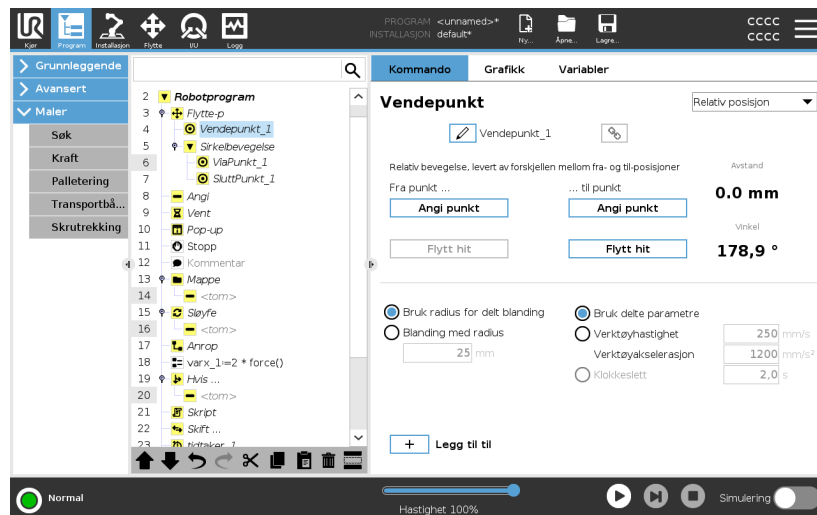 PROGRAM <unnamed>*
INSTALLASJON default*
Kjør
Program
Installasjon
Flytte
I/U
Logg
Ny...
Åpne...
Lagre...
cccc
cccc
Grunnleggende
Avansert
Maler
Søk
Kraft
Palletering
Transportbå...
Skrutrekking
2 Robotprogram
3 Flytte-p
4 Vendepunkt_1
5 Sirkelbevegelse
6 ViaPunkt_1
7 SluttPunkt_1
8 Angi
9 Vent
10 Pop-up
11 Stopp
12 Kommentar
13 Mappe
14 <tom>
15 Sløyfe
16 <tom>
17 Anrop
18 varx_1:=2 * force()
19 Hvis ...
20 <tom>
21 Skript
22 Skift ...
23 tidtaker_1
Kommando Grafikk Variabler
Vendepunkt
Relativ posisjon
Vendepunkt_1
Relativ bevegelse, levert av forskjellen mellom fra- og til-posisjoner
Avstand
Fra punkt ...
... til punkt
0.0 mm
Angi punkt
Angi punkt
Vinkel
Flytt hit
Flytt hit
178,9 °
Bruk radius for delt blanding
Bruk delte parametre
Blanding med radius
Verktøyhastighet
250 mm/s
25 mm
Verktøyakselerasjon
1200 mm/s²
Klokkeslett
2,0 s
+ Legg til til
Normal
Hastighet 100%
Simulering